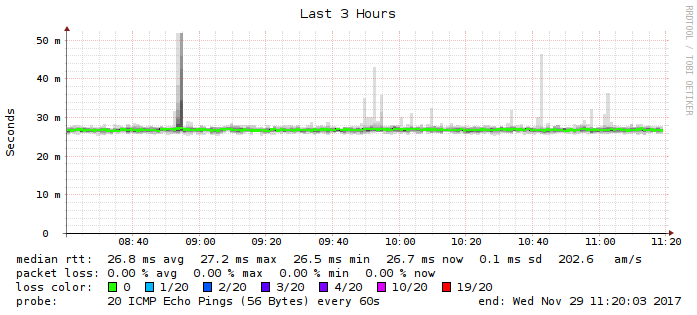 Last 3 Hours
RRDTOOL / TOBI OETIKER
Seconds
50 m
40 m
30 m
20 m
10 m
0
08:40 09:00 09:20 09:40 10:00 10:20 10:40 11:00 11:20
median rtt: 26.8 ms avg 27.2 ms max 26.5 ms min 26.7 ms now 0.1 ms sd 202.6 am/s
packet loss: 0.00 % avg 0.00 % max 0.00 % min 0.00 % now
loss color: 0 1/20 2/20 3/20 4/20 10/20 19/20
probe: 20 ICMP Echo Pings (56 Bytes) every 60s end: Wed Nov 29 11:20:03 2017